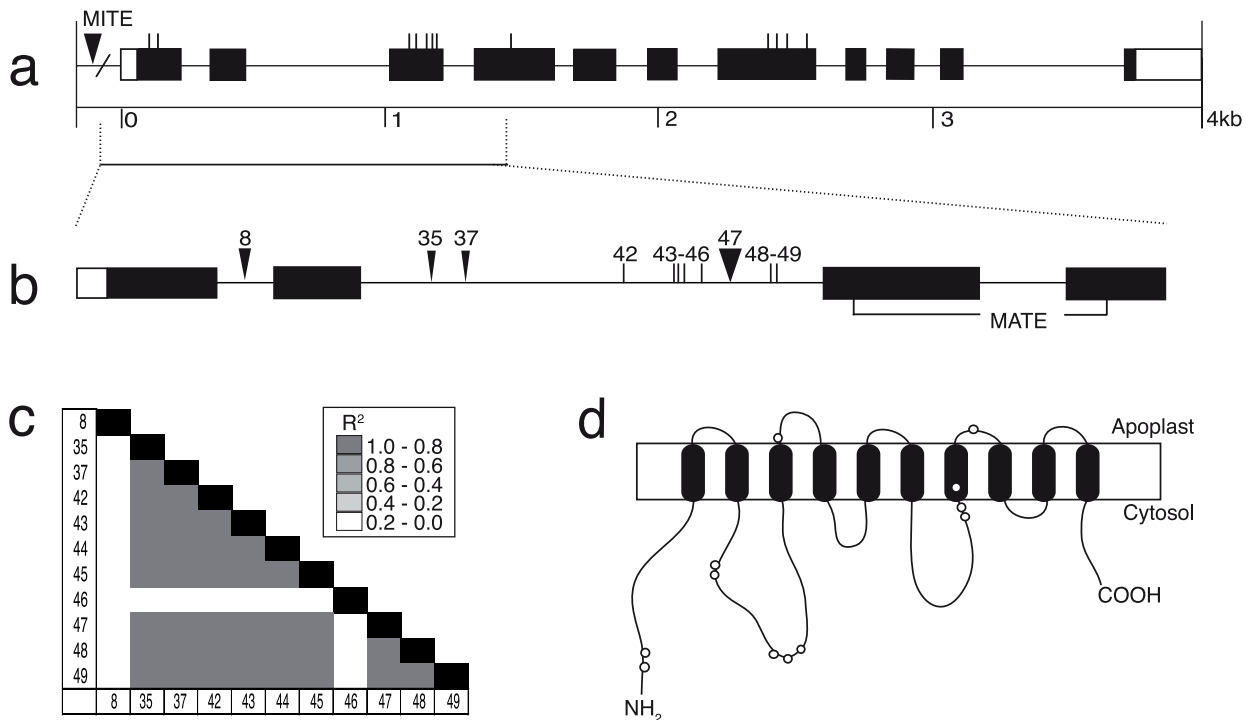 MITE
a
0 1 2 3 4kb
8 35 37 42 43-46 47 48-49
b
MATE
c
R²
1.0 - 0.8
0.8 - 0.6
0.6 - 0.4
0.4 - 0.2
0.2 - 0.0
8
35
37
42
43
44
45
46
47
48
49
8 35 37 42 43 44 45 46 47 48 49
d
Apoplast
Cytosol
COOH
NH₂